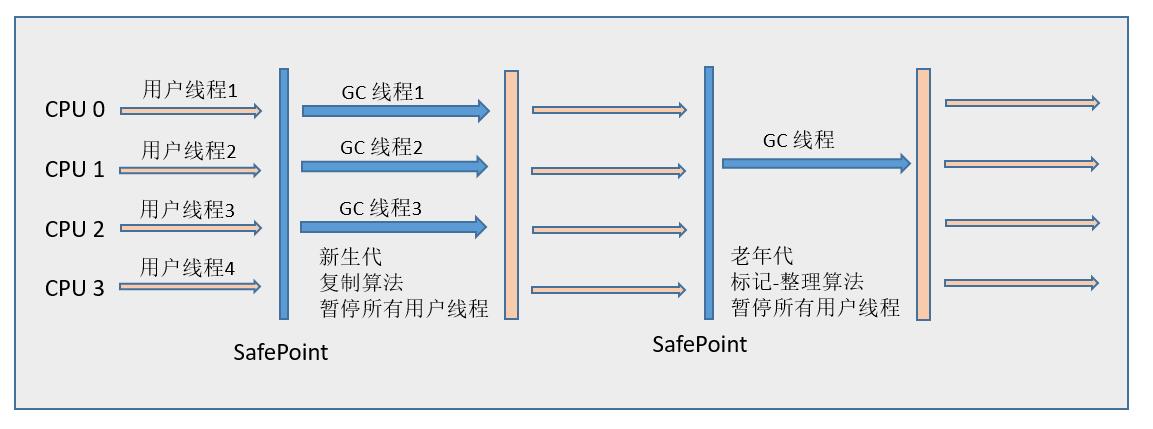 CPU 0
用户线程1
GC 线程1
CPU 1
用户线程2
GC 线程2
GC 线程
CPU 2
用户线程3
GC 线程3
CPU 3
用户线程4
新生代
复制算法
暂停所有用户线程
老年代
标记-整理算法
暂停所有用户线程
SafePoint
SafePoint